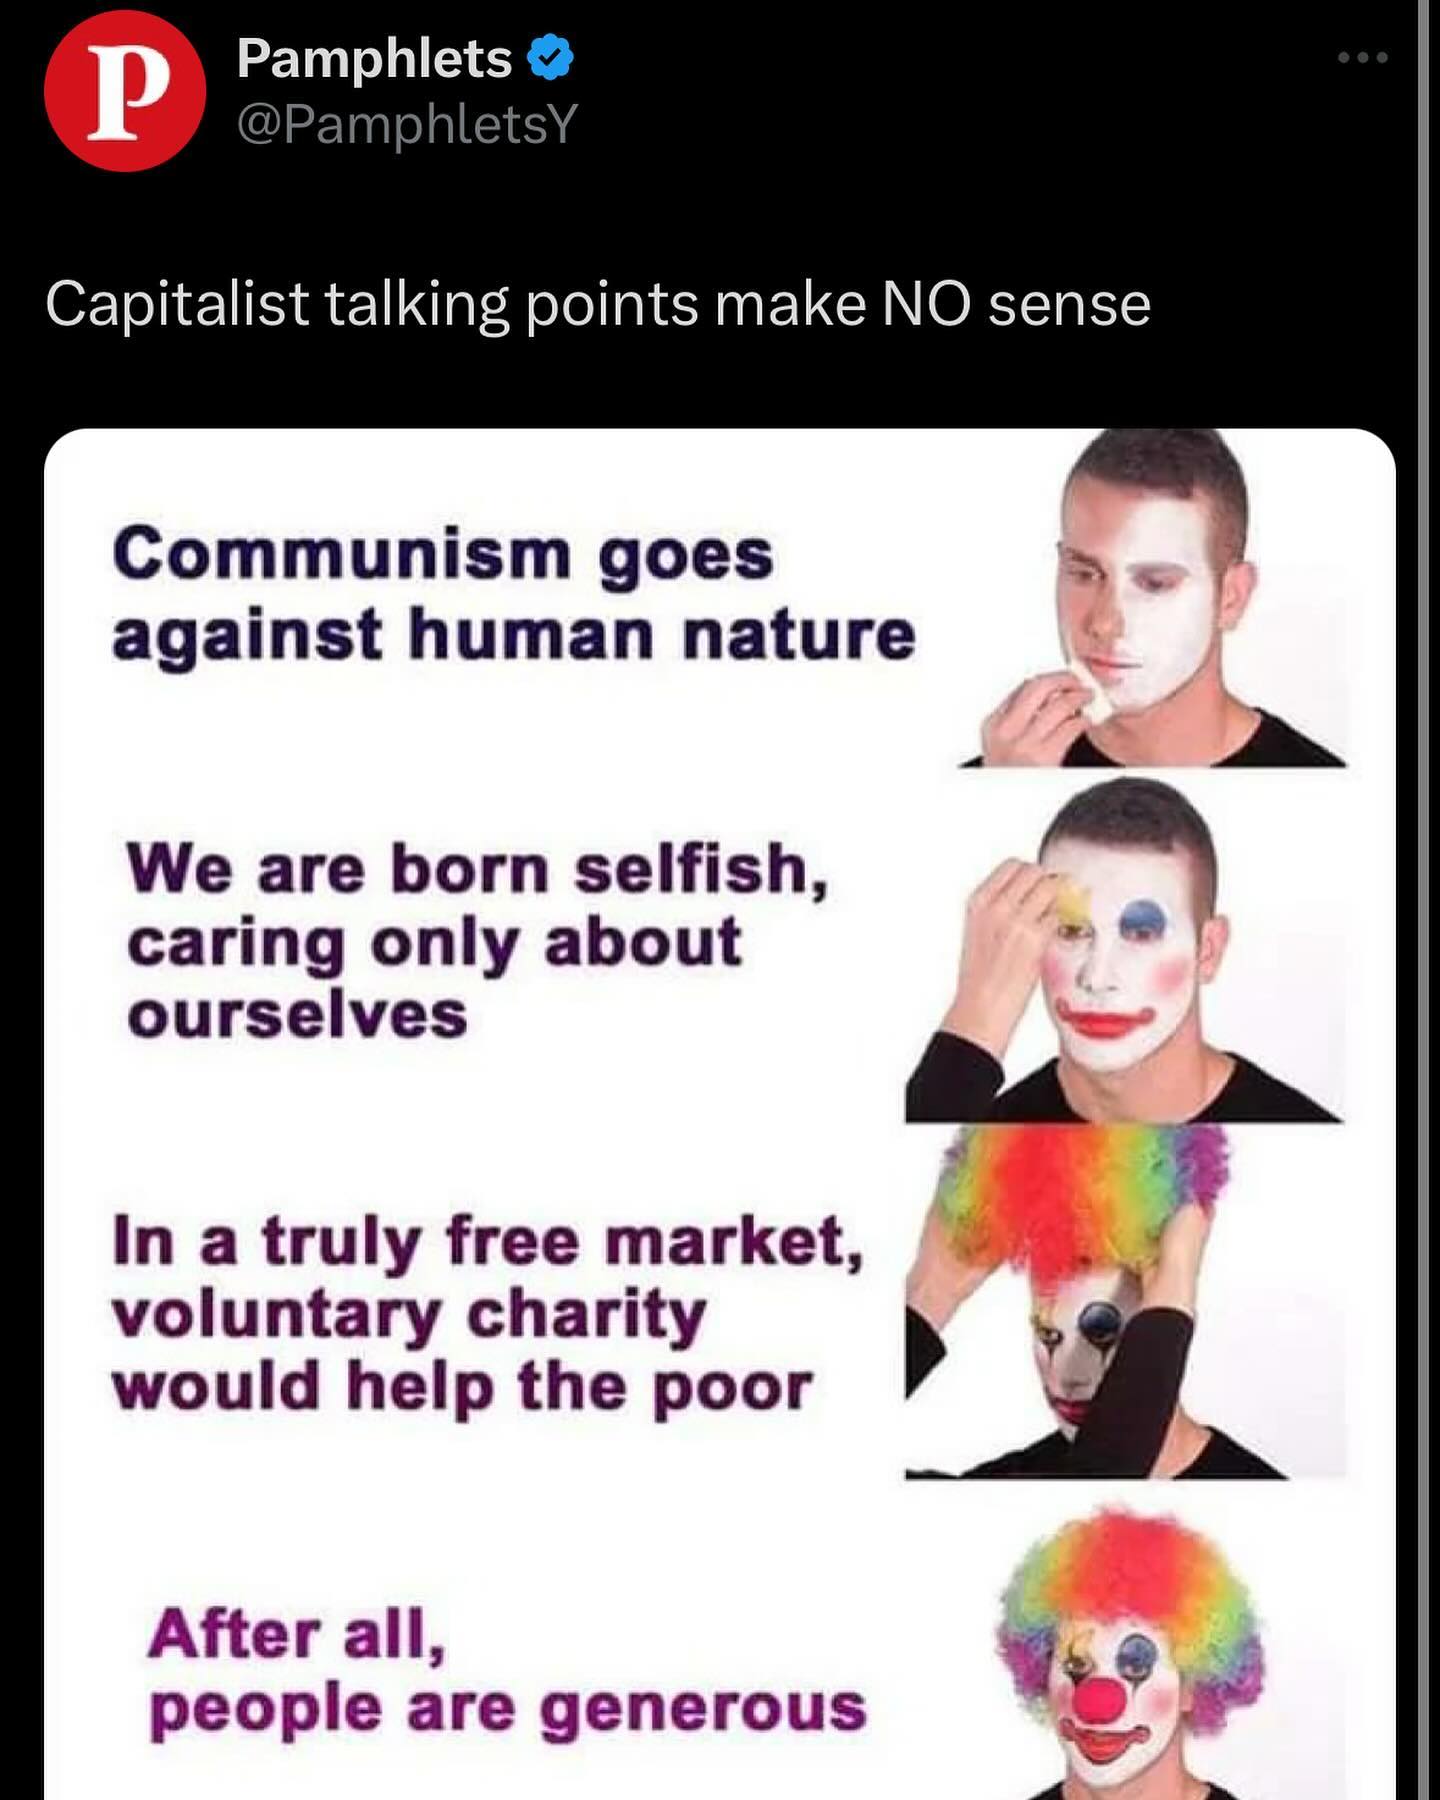 P
Pamphlets
@PamphletsY
Capitalist talking points make NO sense
Communism goes
against human nature
We are born selfish,
caring only about
ourselves
In a truly free market,
voluntary charity
would help the poor
After all,
people are generous